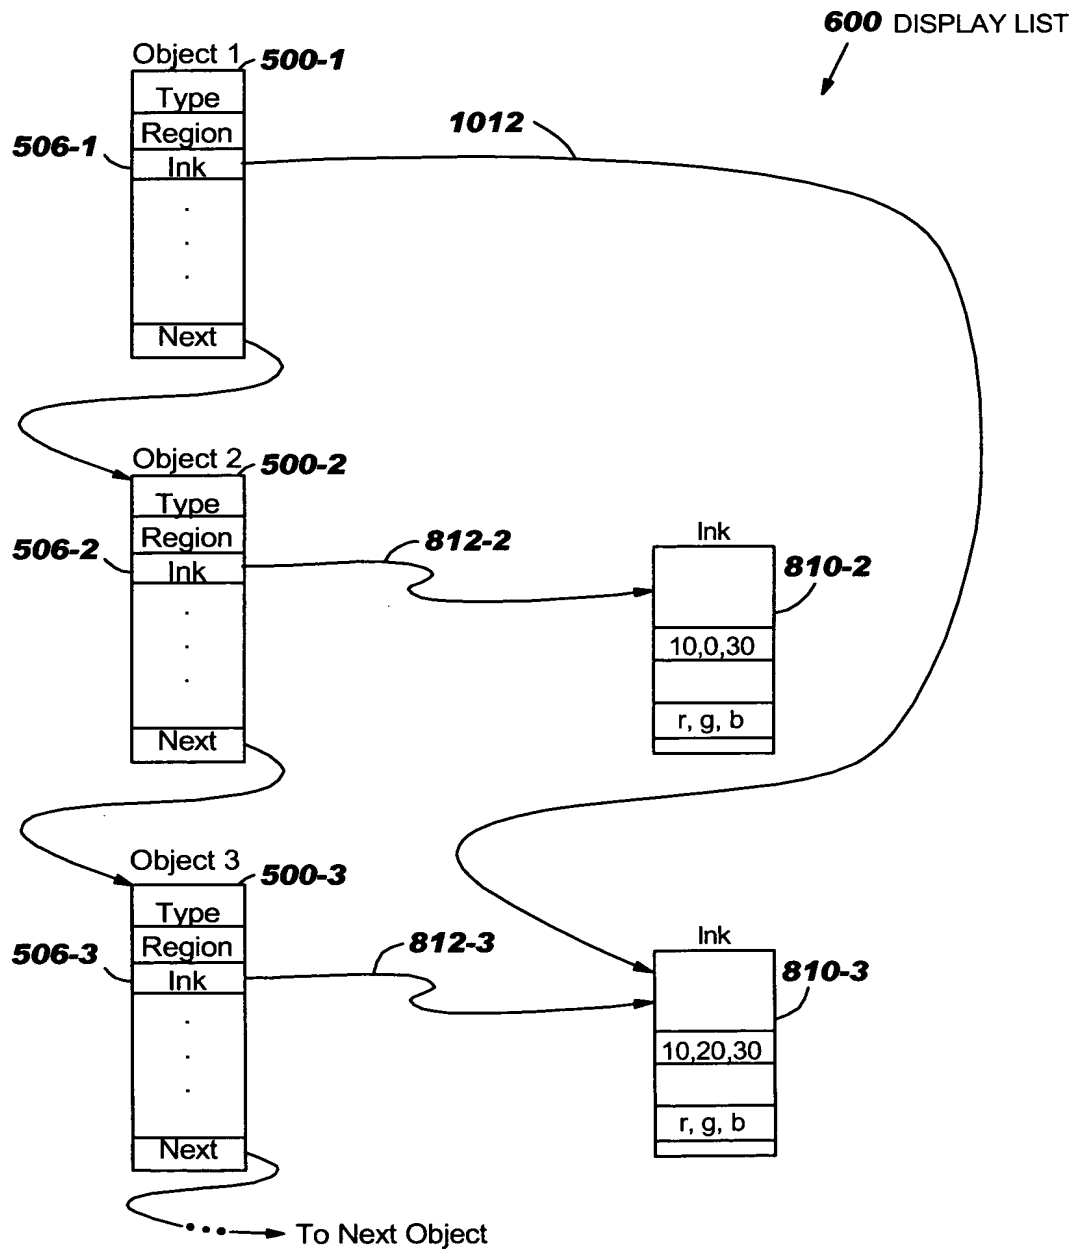 600 DISPLAY LIST
Object 1
500-1
Type
Region
506-1
Ink
1012
.
.
.
Next
Object 2
500-2
Type
Region
506-2
Ink
812-2
Ink
810-2
.
.
.
10,0,30
r, g, b
Next
Object 3
500-3
Type
Region
506-3
Ink
812-3
Ink
810-3
.
.
.
10,20,30
r, g, b
Next
... To Next Object